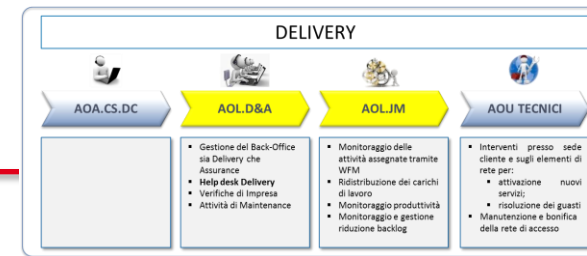 DELIVERY
AOA.CS.DC
AOL.D&A
AOL.JM
AOU TECNICI
Gestione del Back-Office
sia Delivery che
Assurance
Help desk Delivery
Verifiche di Impresa
Attività di Maintenance
Monitoraggio delle
attività assegnate tramite
WFM
Ridistribuzione dei carichi
di lavoro
Monitoraggio produttività
Monitoraggio e gestione
riduzione backlog
Interventi presso sede
cliente e sugli elementi di
rete per:
attivazione nuovi
servizi;
risoluzione dei guasti
Manutenzione e bonifica
della rete di accesso